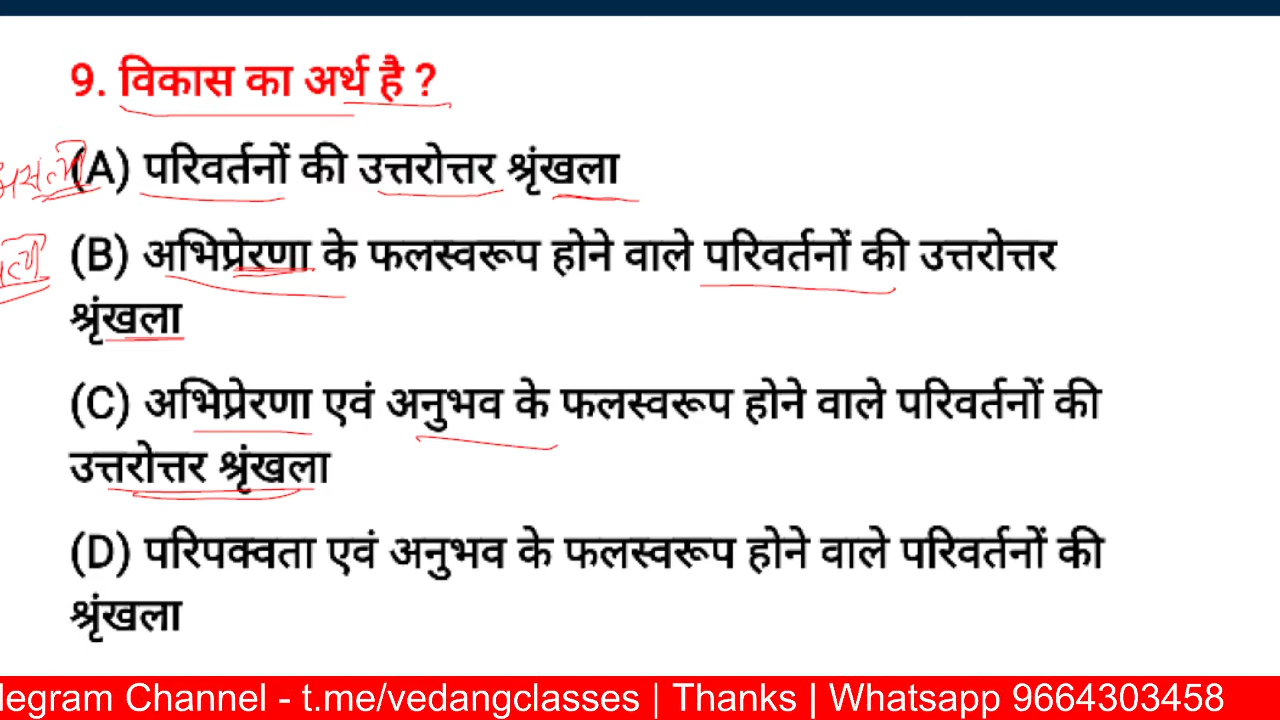 9. विकास का अर्थ है ?
(A) परिवर्तनों की उत्तरोत्तर श्रृंखला
(B) अभिप्रेरणा के फलस्वरूप होने वाले परिवर्तनों की उत्तरोत्तर
श्रृंखला
(C) अभिप्रेरणा एवं अनुभव के फलस्वरूप होने वाले परिवर्तनों की
उत्तरोत्तर श्रृंखला
(D) परिपक्वता एवं अनुभव के फलस्वरूप होने वाले परिवर्तनों की
श्रृंखला
legram Channel - t.me/vedangclasses | Thanks | Whatsapp 9664303458